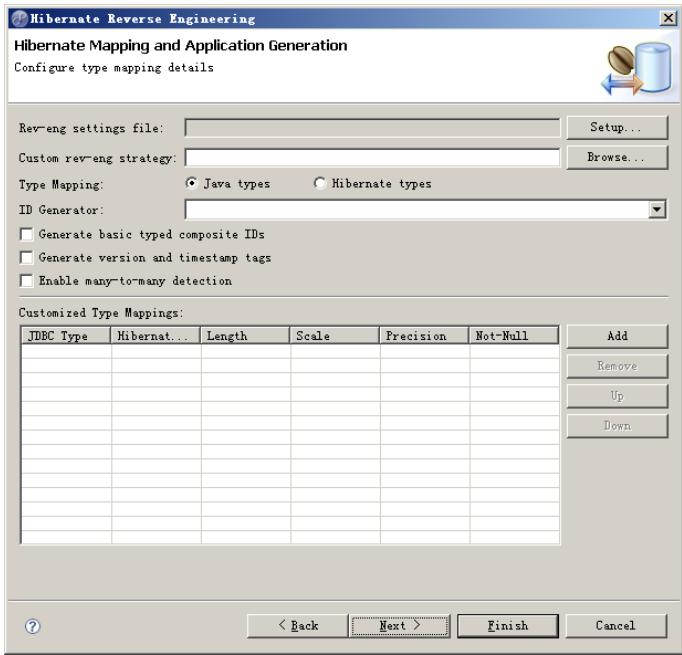 Hibernate Reverse Engineering
Hibernate Mapping and Application Generation
Configure type mapping details
Rev-eng settings file:
Setup...
Custom rev-eng strategy:
Browse...
Type Mapping:
Java types
Hibernate types
ID Generator:
Generate basic typed composite IDs
Generate version and timestamp tags
Enable many-to-many detection
Customized Type Mappings:
JDBC Type Hibernat... Length Scale Precision Not-Null
Add
Remove
Up
Down
? < Back Next > Finish Cancel